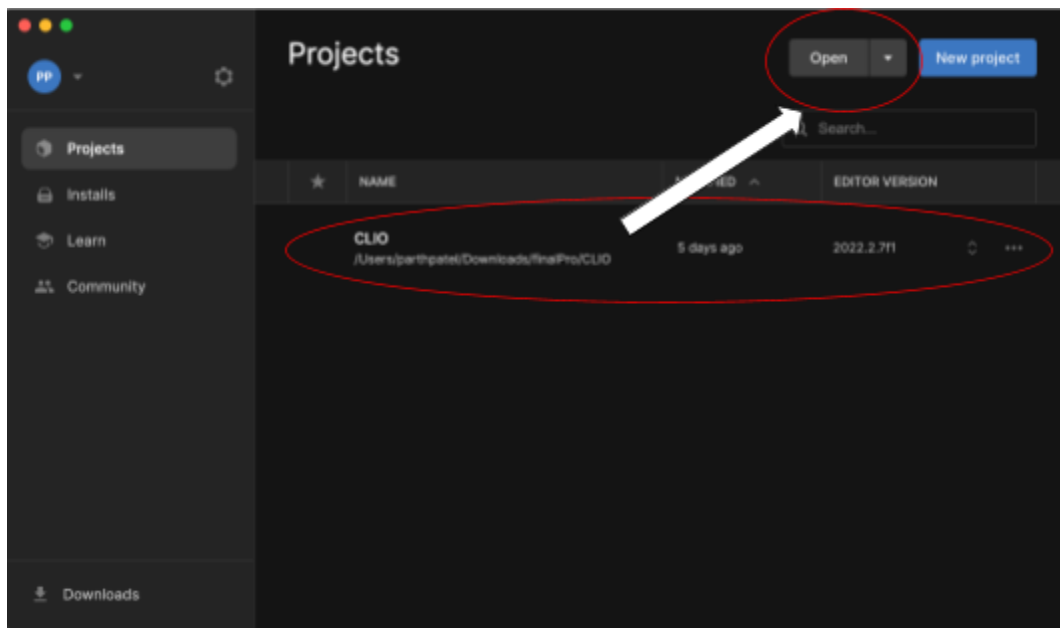 Projects
Open
New project
PP
Search...
Projects
NAME
EDITOR VERSION
Installs
CLIO
/Users/parthpatel/Downloads/finalPro/CLIO
5 days ago
2022.2.7f1
Learn
Community
Downloads